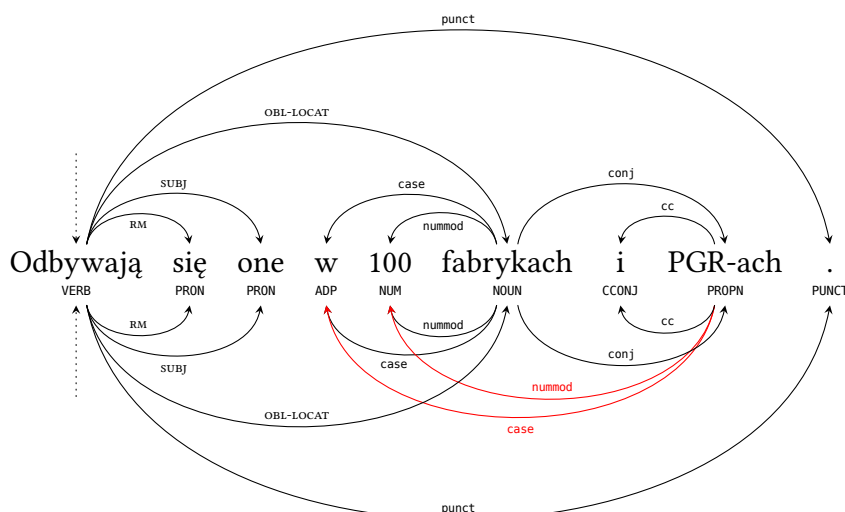 punct
OBL-LOCAT
SUBJ
case
conj
RM
nummod
cc
Odbywają się one w 100 fabrykach i PGR-ach .
VERB PRON PRON ADP NUM NOUN CCONJ PROPN PUNCT
RM
nummod
cc
SUBJ
case
conj
nummod
OBL-LOCAT
case
punct